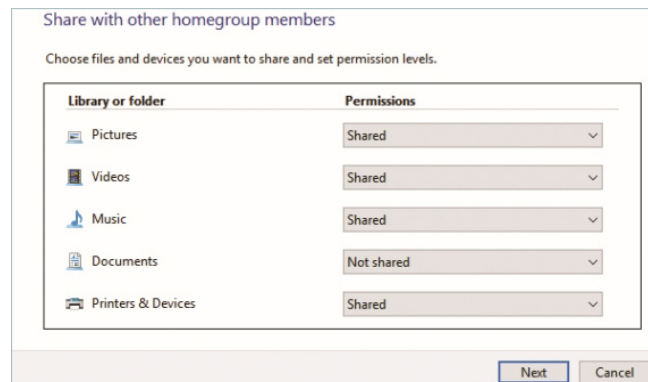 Share with other homegroup members
Choose files and devices you want to share and set permission levels.
Library or folder Permissions
Pictures Shared
Videos Shared
Music Shared
Documents Not shared
Printers & Devices Shared
Next Cancel